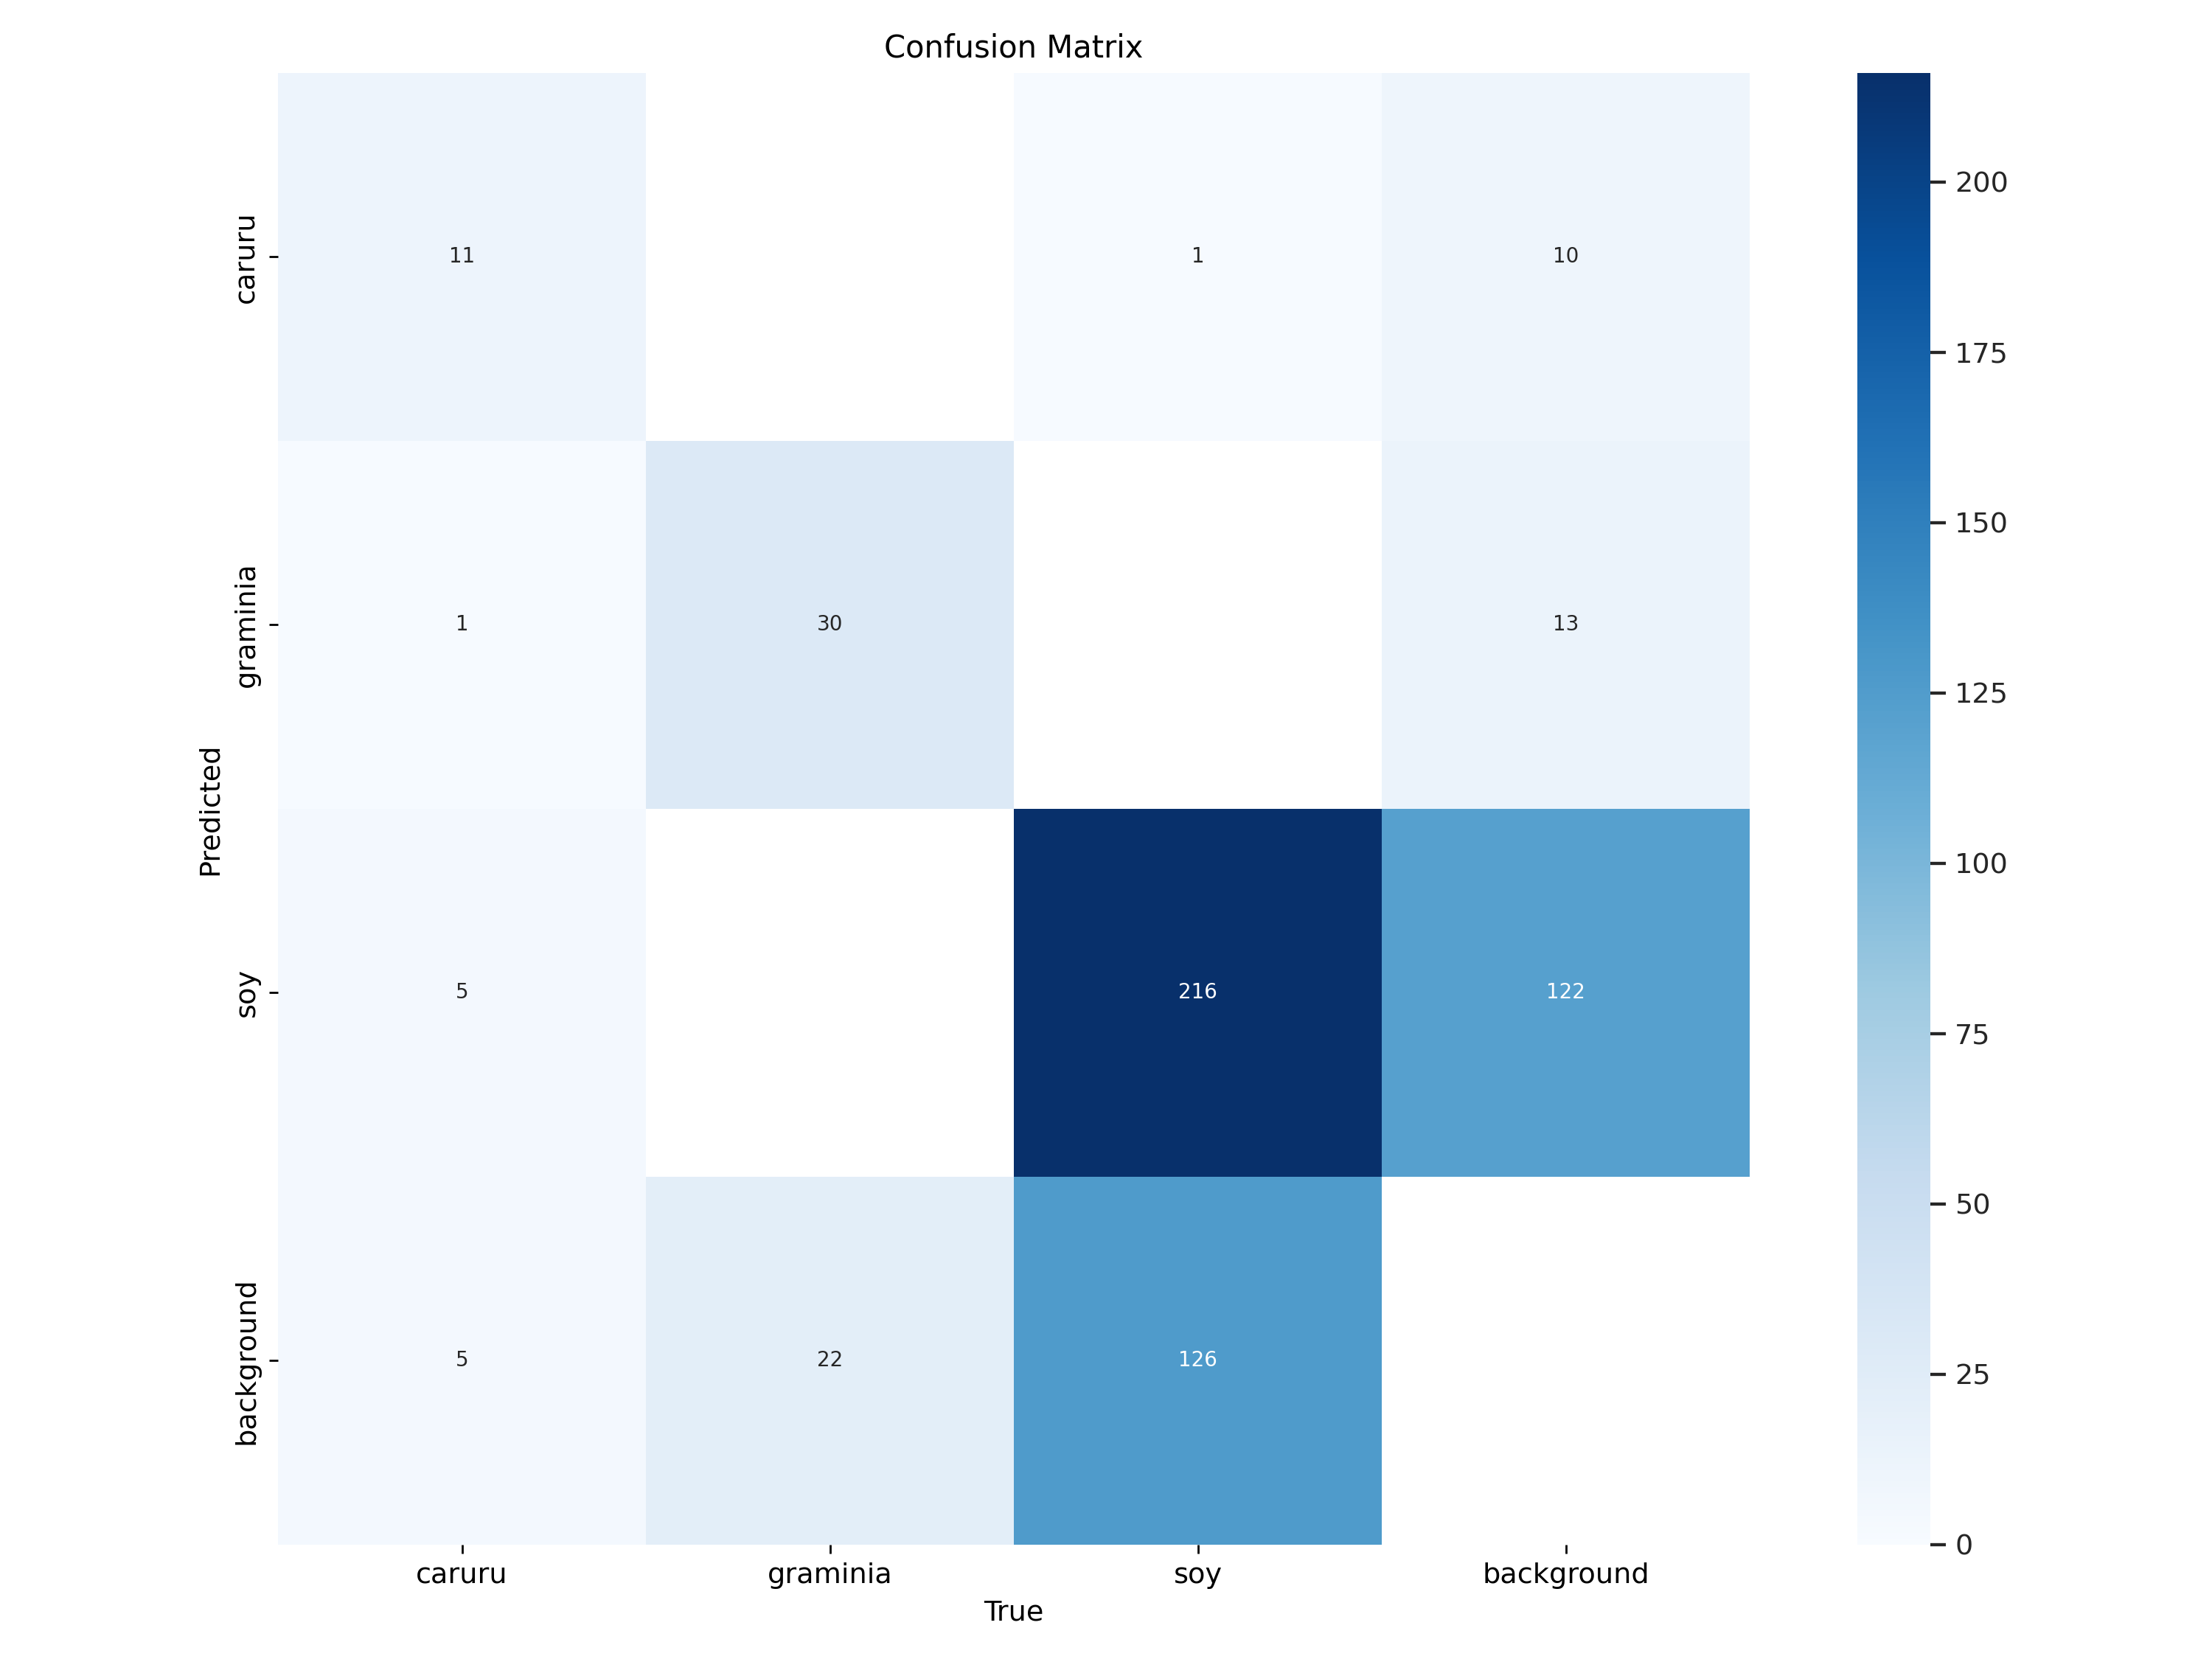 Confusion Matrix
caruru
11
1
10
graminia
1
30
13
soy
5
216
122
background
5
22
126
Predicted
caruru graminia soy background
True
200
175
150
125
100
75
50
25
0